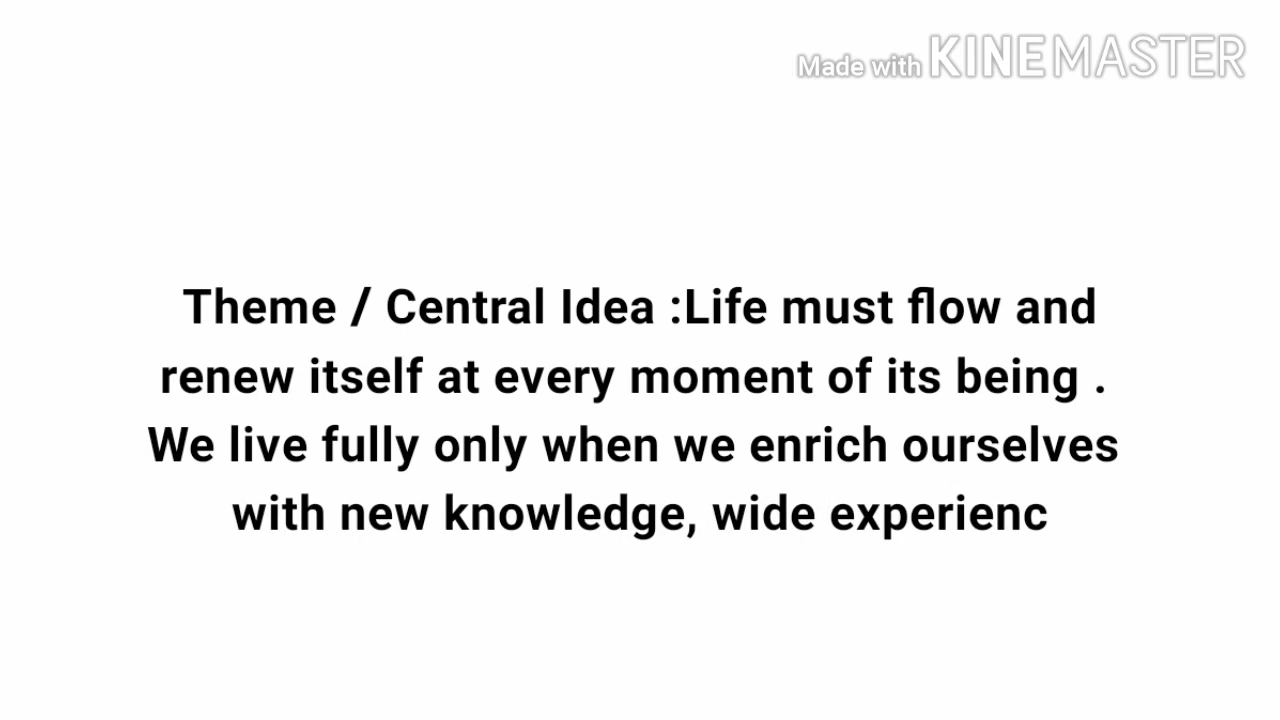 Made with KINEMASTER
Theme / Central Idea :Life must flow and
renew itself at every moment of its being .
We live fully only when we enrich ourselves
with new knowledge, wide experienc